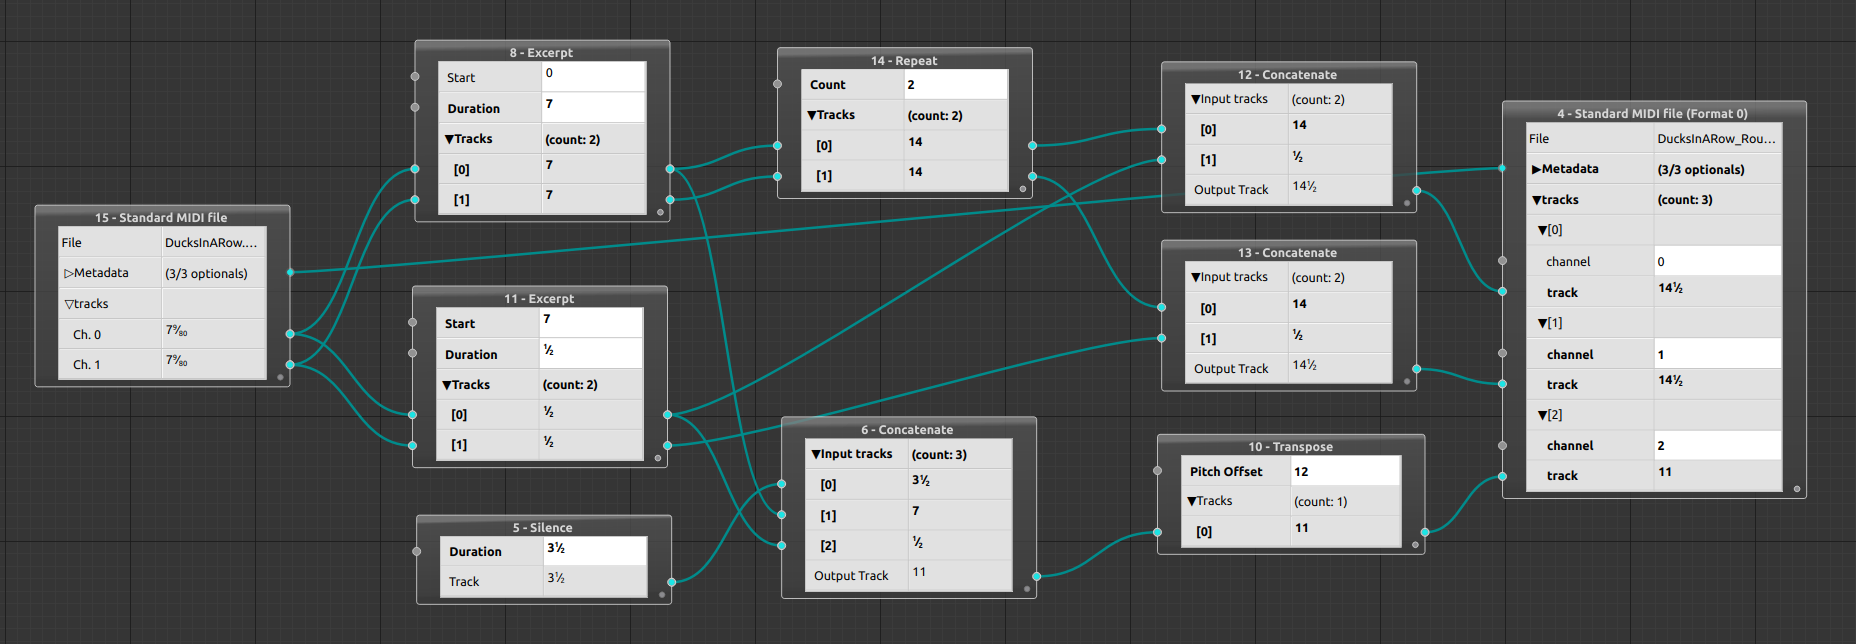 15 - Standard MIDI file
File DucksInARow....
▷Metadata (3/3 optionals)
▽tracks
Ch. 0 7⁹⁄₈₀
Ch. 1 7⁹⁄₈₀
8 - Excerpt
Start 0
Duration 7
▼Tracks (count: 2)
[0] 7
[1] 7
11 - Excerpt
Start 7
Duration ½
▼Tracks (count: 2)
[0] ½
[1] ½
5 - Silence
Duration 3½
Track 3½
14 - Repeat
Count 2
▼Tracks (count: 2)
[0] 14
[1] 14
6 - Concatenate
▼Input tracks (count: 3)
[0] 3½
[1] 7
[2] ½
Output Track 11
12 - Concatenate
▼Input tracks (count: 2)
[0] 14
[1] ½
Output Track 14½
13 - Concatenate
▼Input tracks (count: 2)
[0] 14
[1] ½
Output Track 14½
10 - Transpose
Pitch Offset 12
▼Tracks (count: 1)
[0] 11
4 - Standard MIDI file (Format 0)
File DucksInARow_Rou...
▶Metadata (3/3 optionals)
▼tracks (count: 3)
▼[0]
channel 0
track 14½
▼[1]
channel 1
track 14½
▼[2]
channel 2
track 11